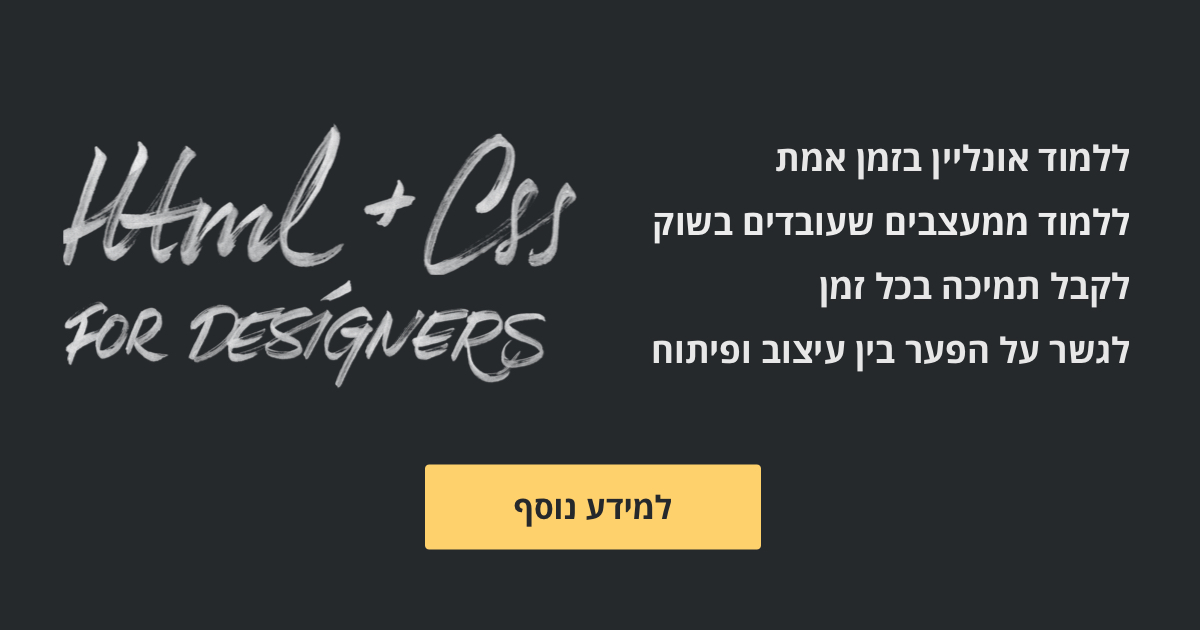 Html + Css
FOR DESIGNERS
ללמוד אונליין בזמן אמת
ללמוד ממעצבים שעובדים בשוק
לקבל תמיכה בכל זמן
לגשר על הפער בין עיצוב ופיתוח
למידע נוסף